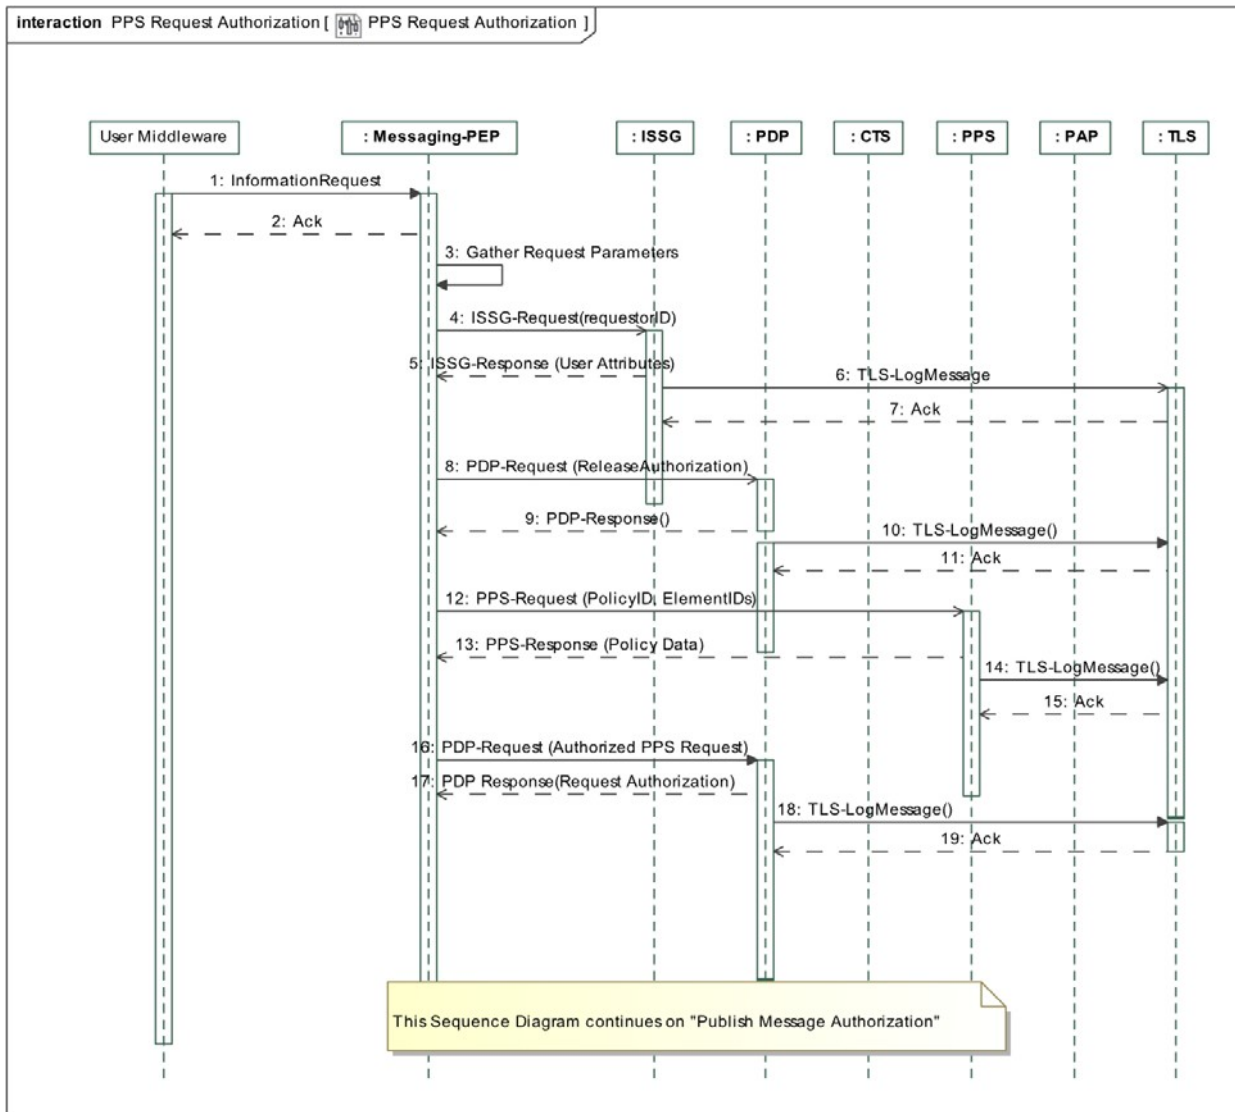 interaction PPS Request Authorization [ PPS Request Authorization ]
User Middleware : Messaging-PEP : ISSG : PDP : CTS : PPS : PAP : TLS
1: InformationRequest
2: Ack
3: Gather Request Parameters
4: ISSG-Request(requestorID)
5: ISSG-Response (User Attributes)
6: TLS-LogMessage
7: Ack
8: PDP-Request (ReleaseAuthorization)
9: PDP-Response()
10: TLS-LogMessage()
11: Ack
12: PPS-Request (PolicyID, ElementIDs)
13: PPS-Response (Policy Data)
14: TLS-LogMessage()
15: Ack
16: PDP-Request (Authorized PPS Request)
17: PDP Response(Request Authorization)
18: TLS-LogMessage()
19: Ack
This Sequence Diagram continues on "Publish Message Authorization"